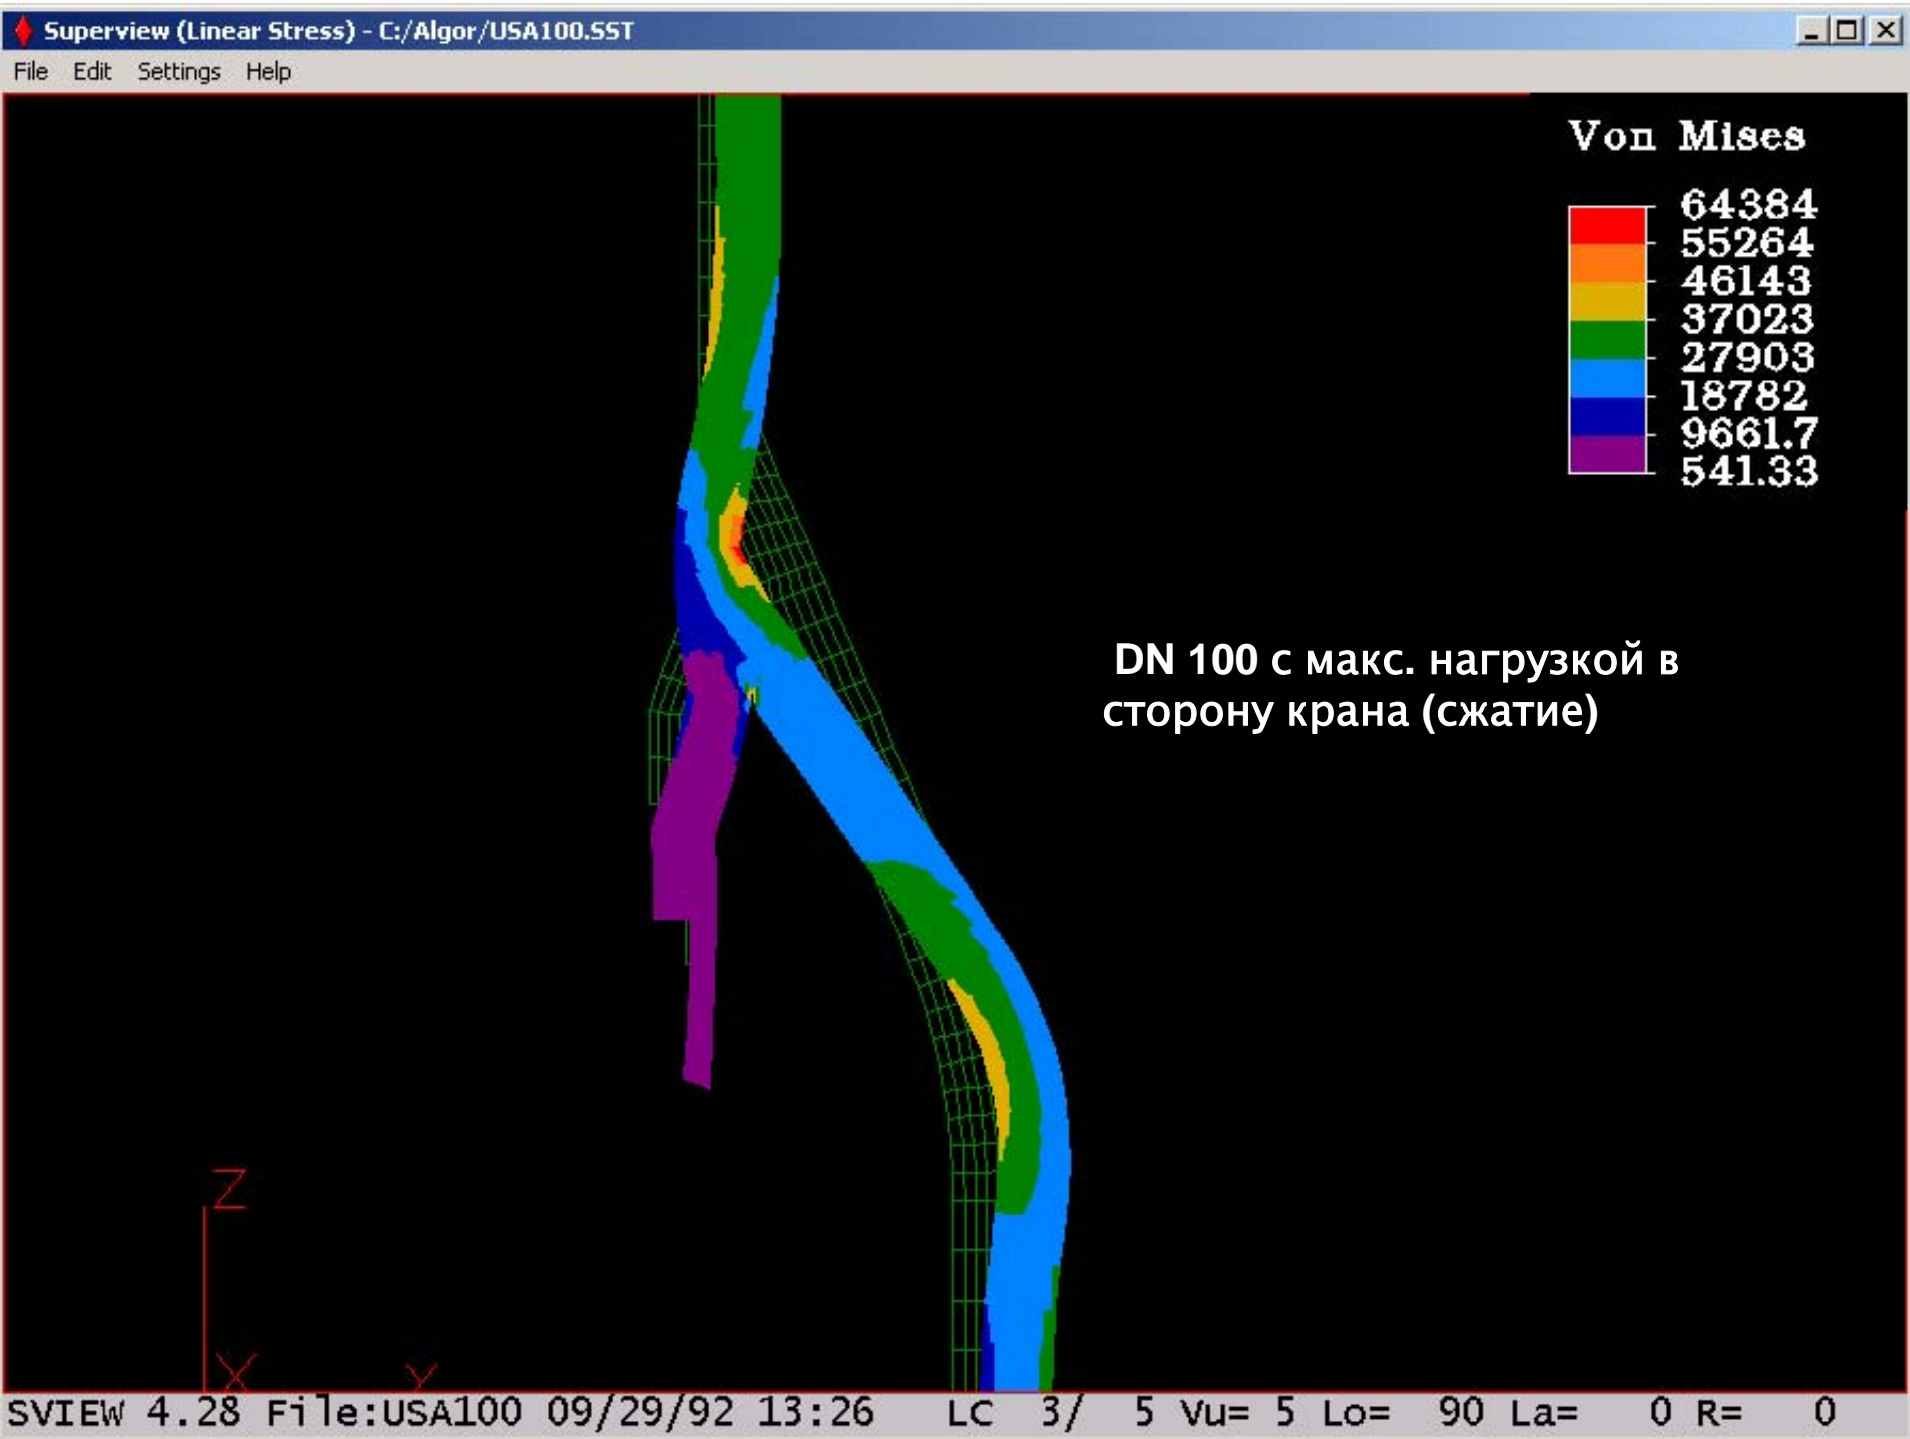 Superview (Linear Stress) - C:/Algor/USA100.SST
File Edit Settings Help
Von Mises
64384
55264
46143
37023
27903
18782
9661.7
541.33
DN 100 с макс. нагрузкой в
сторону крана (сжатие)
Z
X Y
SVIEW 4.28 File:USA100 09/29/92 13:26 LC 3/ 5 Vu= 5 Lo= 90 La= 0 R= 0